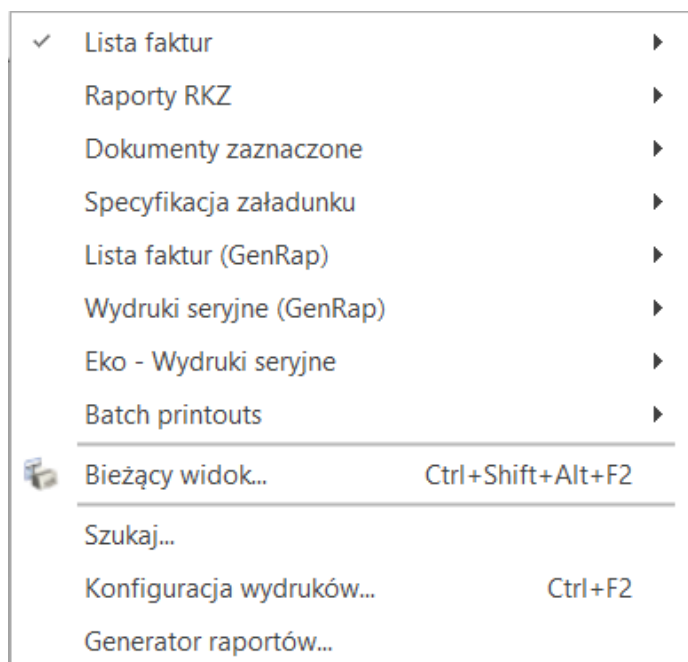 Lista faktur
Raporty RKZ
Dokumenty zaznaczone
Specyfikacja załadunku
Lista faktur (GenRap)
Wydruki seryjne (GenRap)
Eko - Wydruki seryjne
Batch printouts
Bieżący widok... Ctrl+Shift+Alt+F2
Szukaj...
Konfiguracja wydruków... Ctrl+F2
Generator raportów...